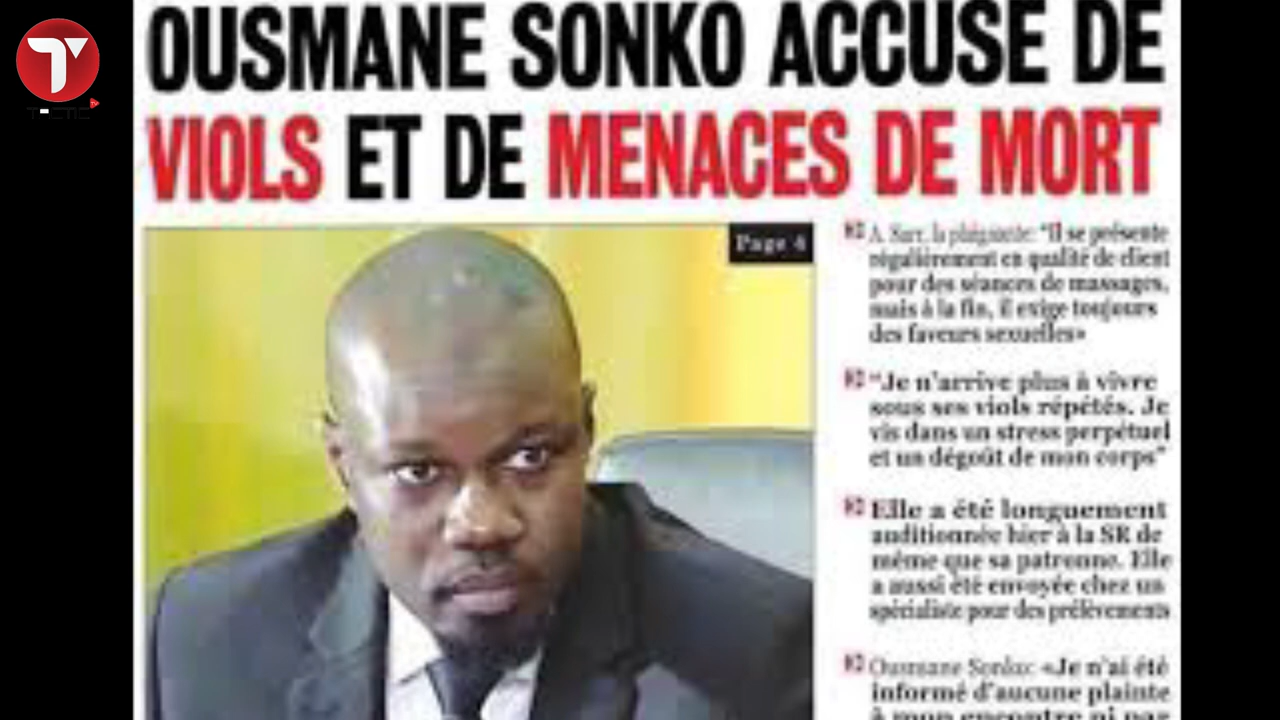 OUSMANE SONKO ACCUSE DE
VIOLS ET DE MENACES DE MORT
Page 4
A. Sarr, la plaignante: "Il se présente
régulièrement en qualité de client
pour des séances de massages,
mais à la fin, il exige toujours
des faveurs sexuelles»
"Je n'arrive plus à vivre
sous ses viols répétés. Je
vis dans un stress perpétuel
et un dégoût de mon corps"
Elle a été longuement
auditionnée hier à la SR de
même que sa patronne. Elle
a aussi été envoyée chez un
spécialiste pour des prélèvements
Ousmane Sonko: «Je n'ai été
informé d'aucune plainte
à mon encontre ni par